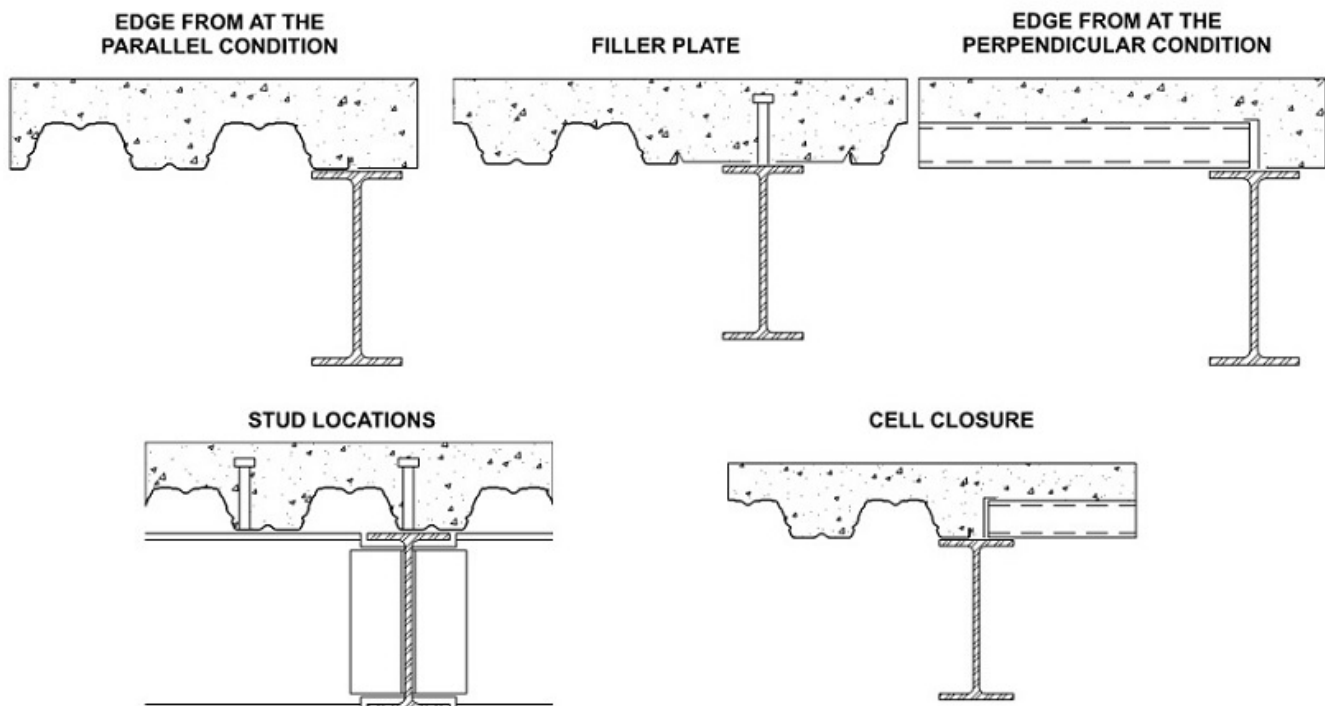 EDGE FROM AT THE
PARALLEL CONDITION
FILLER PLATE
EDGE FROM AT THE
PERPENDICULAR CONDITION
STUD LOCATIONS
CELL CLOSURE